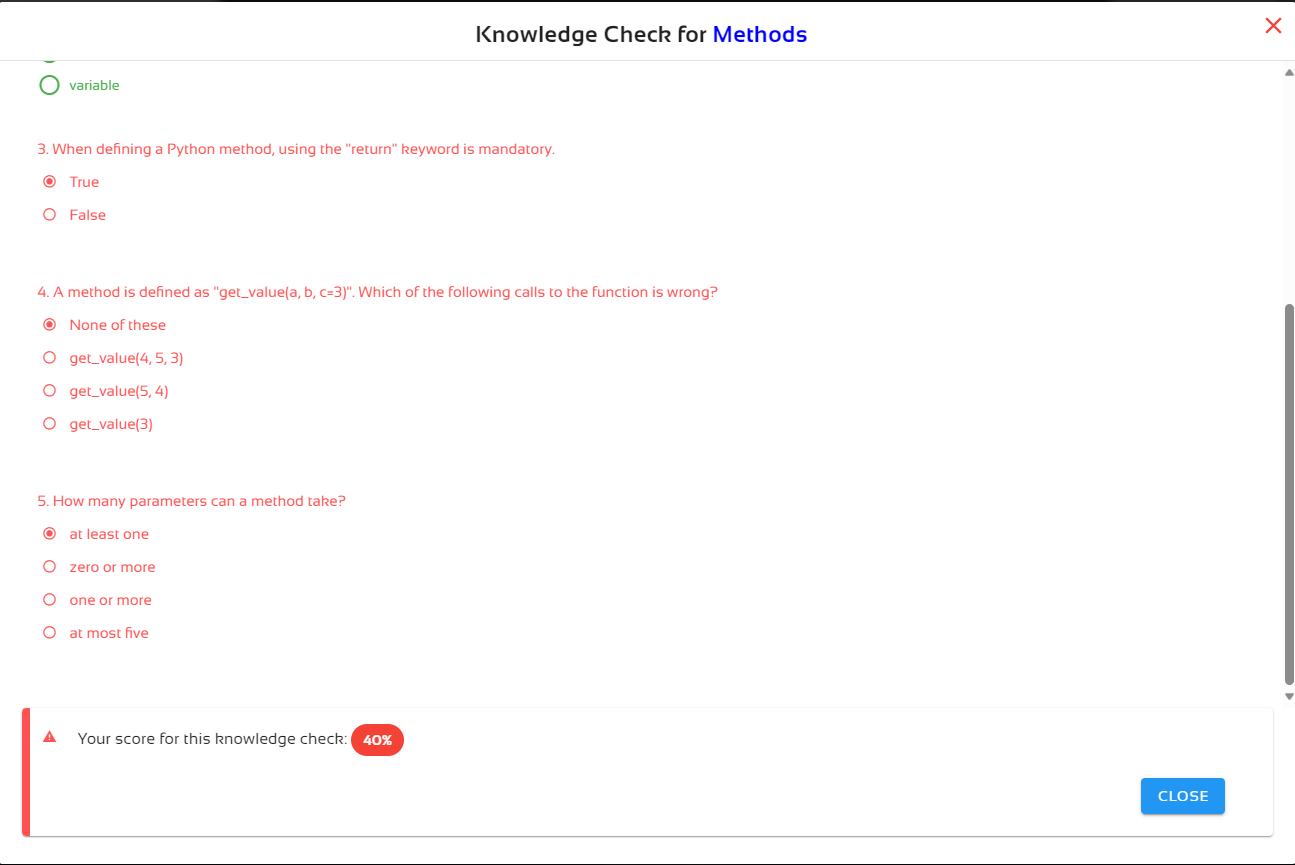 Knowledge Check for Methods
variable
3. When defining a Python method, using the "return" keyword is mandatory.
True
False
4. A method is defined as "get_value(a, b, c=3)". Which of the following calls to the function is wrong?
None of these
get_value(4, 5, 3)
get_value(5, 4)
get_value(3)
5. How many parameters can a method take?
at least one
zero or more
one or more
at most five
Your score for this knowledge check: 40%
CLOSE